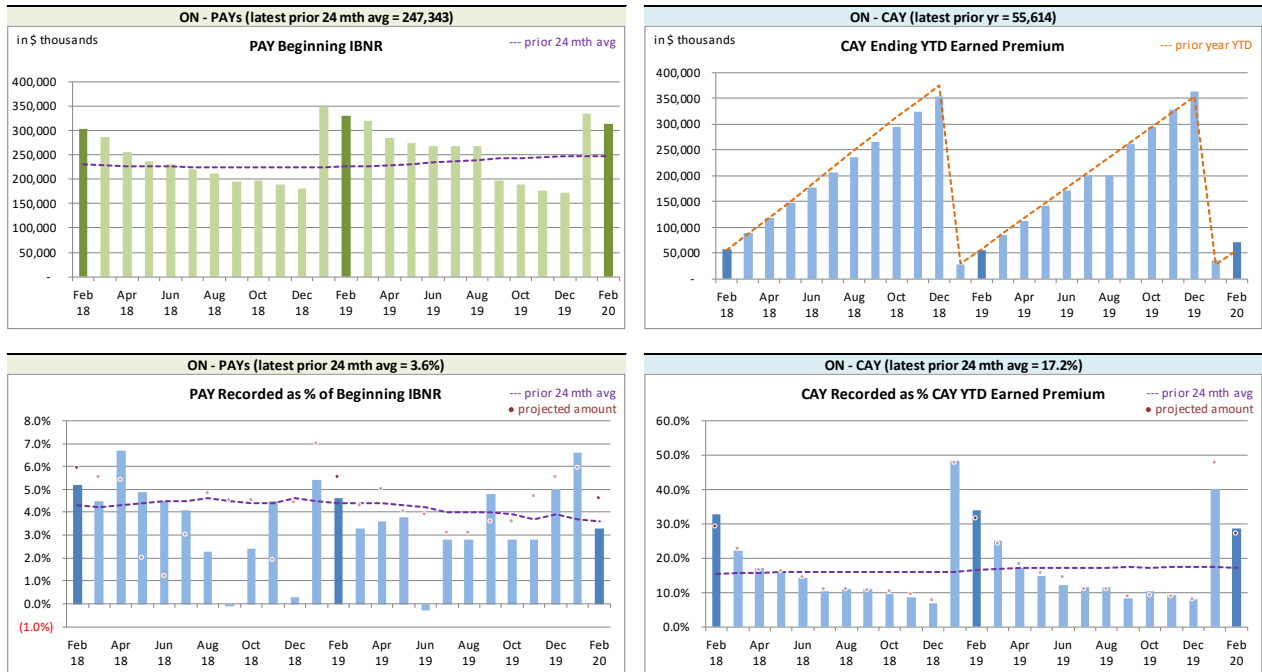 ON - PAYs (latest prior 24 mth avg = 247,343)
in $ thousands
PAY Beginning IBNR
--- prior 24 mth avg
400,000
350,000
300,000
250,000
200,000
150,000
100,000
50,000
-
Feb Apr Jun Aug Oct Dec Feb Apr Jun Aug Oct Dec Feb
18 18 18 18 18 18 19 19 19 19 19 19 20
ON - CAY (latest prior yr = 55,614)
in $ thousands
CAY Ending YTD Earned Premium
--- prior year YTD
400,000
350,000
300,000
250,000
200,000
150,000
100,000
50,000
-
Feb Apr Jun Aug Oct Dec Feb Apr Jun Aug Oct Dec Feb
18 18 18 18 18 18 19 19 19 19 19 19 20
ON - PAYs (latest prior 24 mth avg = 3.6%)
PAY Recorded as % of Beginning IBNR
--- prior 24 mth avg
• projected amount
8.0%
7.0%
6.0%
5.0%
4.0%
3.0%
2.0%
1.0%
0.0%
(1.0%)
Feb Apr Jun Aug Oct Dec Feb Apr Jun Aug Oct Dec Feb
18 18 18 18 18 18 19 19 19 19 19 19 20
ON - CAY (latest prior 24 mth avg = 17.2%)
CAY Recorded as % CAY YTD Earned Premium
--- prior 24 mth avg
• projected amount
60.0%
50.0%
40.0%
30.0%
20.0%
10.0%
0.0%
Feb Apr Jun Aug Oct Dec Feb Apr Jun Aug Oct Dec Feb
18 18 18 18 18 18 19 19 19 19 19 19 20